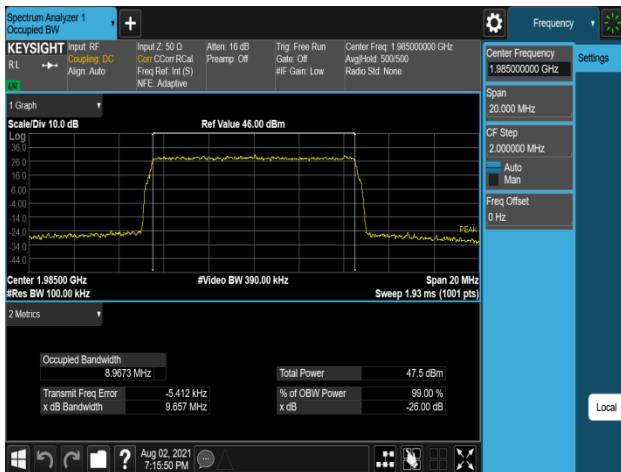 Spectrum Analyzer 1
Occupied BW
Frequency
KEYSIGHT
Input: RF
Coupling: DC
Align: Auto
R L
LXI
Input Z: 50 Ω
Corr CCorr RCal
Freq Ref: Int (S)
NFE: Adaptive
Atten: 16 dB
Preamp: Off
Trig: Free Run
Gate: Off
#IF Gain: Low
Center Freq: 1.985000000 GHz
Avg|Hold: 500/500
Radio Std: None
Center Frequency
1.985000000 GHz
Settings
Span
20.000 MHz
CF Step
2.000000 MHz
Auto
Man
Freq Offset
0 Hz
Local
1 Graph
Scale/Div 10.0 dB
Ref Value 46.00 dBm
Log
36.0
26.0
16.0
6.00
-4.00
-14.0
-24.0
-34.0
-44.0
PEAK
Center 1.98500 GHz
#Video BW 390.00 kHz
Span 20 MHz
#Res BW 100.00 kHz
Sweep 1.93 ms (1001 pts)
2 Metrics
Occupied Bandwidth
8.9673 MHz
Total Power 47.5 dBm
Transmit Freq Error -5.412 kHz
% of OBW Power 99.00 %
x dB Bandwidth 9.657 MHz
x dB -26.00 dB
?
Aug 02, 2021
7:15:50 PM